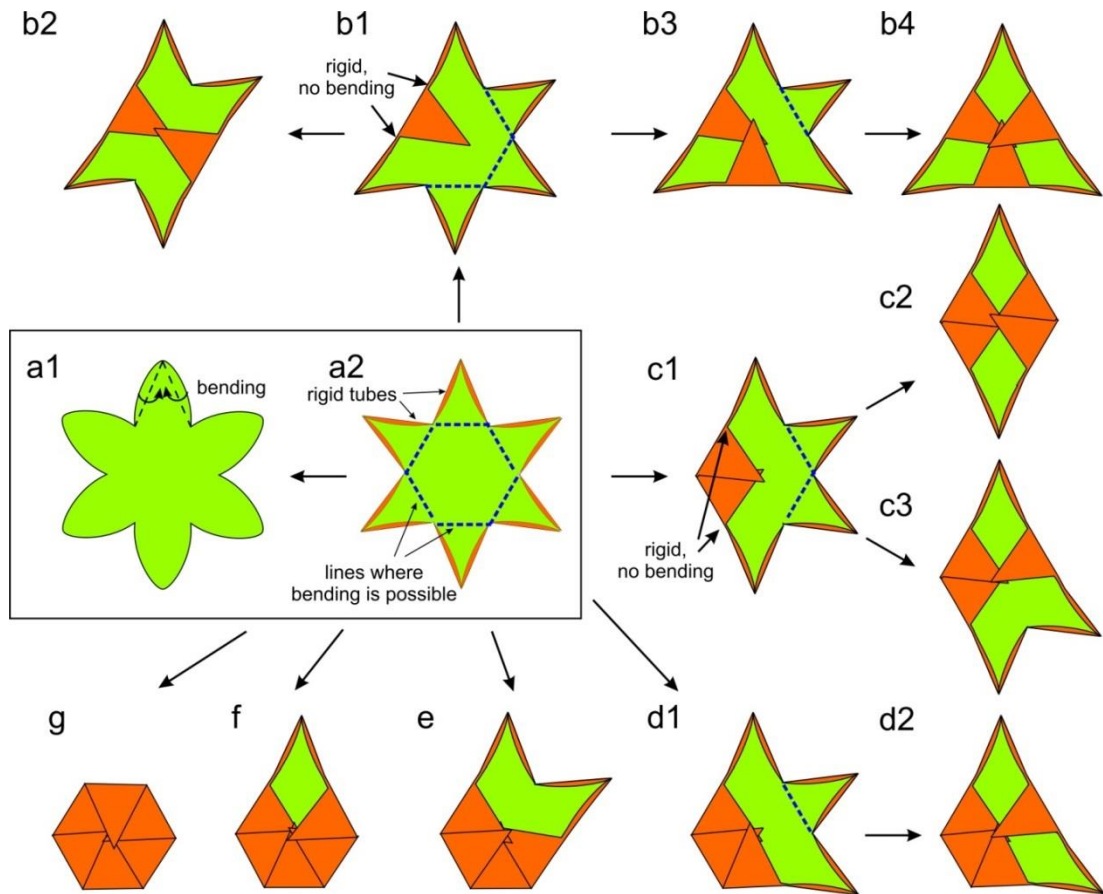 b2
b1
b3
b4
rigid,
no bending
a1
bending
a2
rigid tubes
lines where
bending is possible
c1
rigid,
no bending
c2
c3
g
f
e
d1
d2